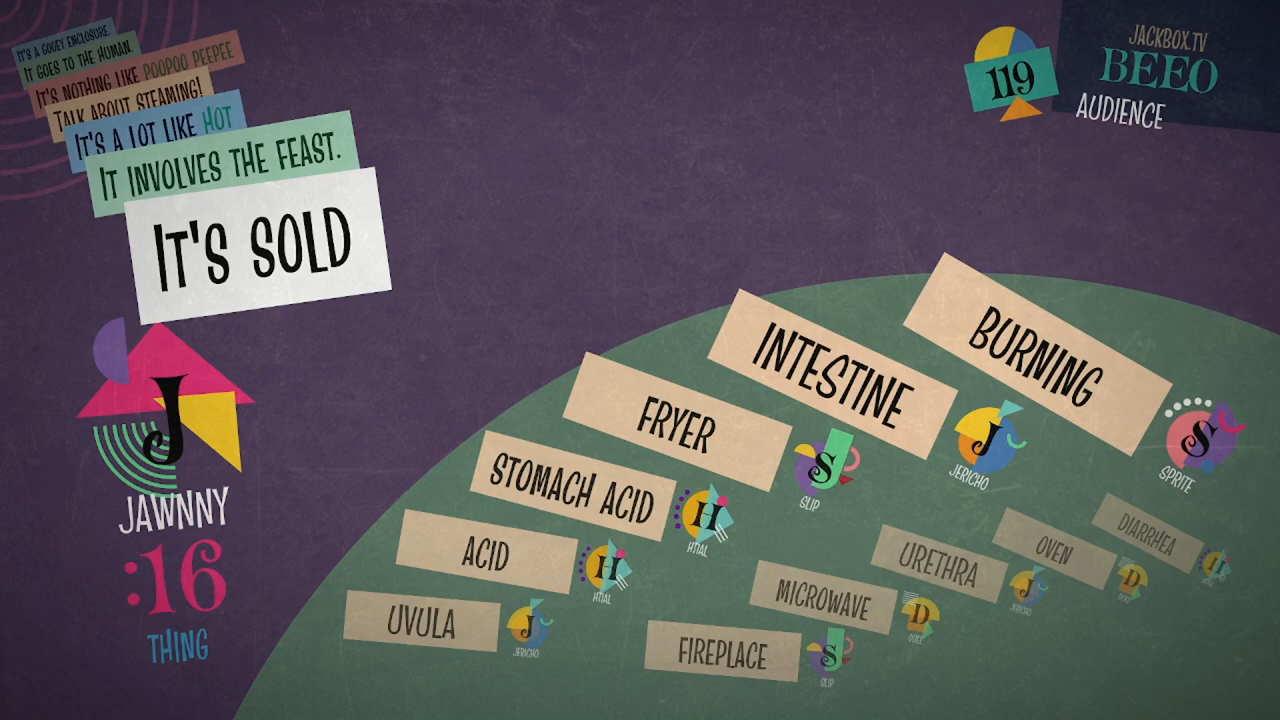 IT'S A GOOEY ENCLOSURE.
IT GOES TO THE HUMAN.
IT'S NOTHING LIKE POOPOO PEEPEE
TALK ABOUT STEAMING!
IT'S A LOT LIKE HOT
IT INVOLVES THE FEAST.
IT'S SOLD
J
JAWNNY
:16
THING
119
JACKBOX.TV
BEEO
AUDIENCE
BURNING
S
SPRITE
INTESTINE
J
JERICHO
FRYER
S
SLIP
STOMACH ACID
H
ACID
H
UVULA
J
JERICHO
DIARRHEA
OVEN
D
URETHRA
J
JERICHO
MICROWAVE
D
FIREPLACE
S
SLIP